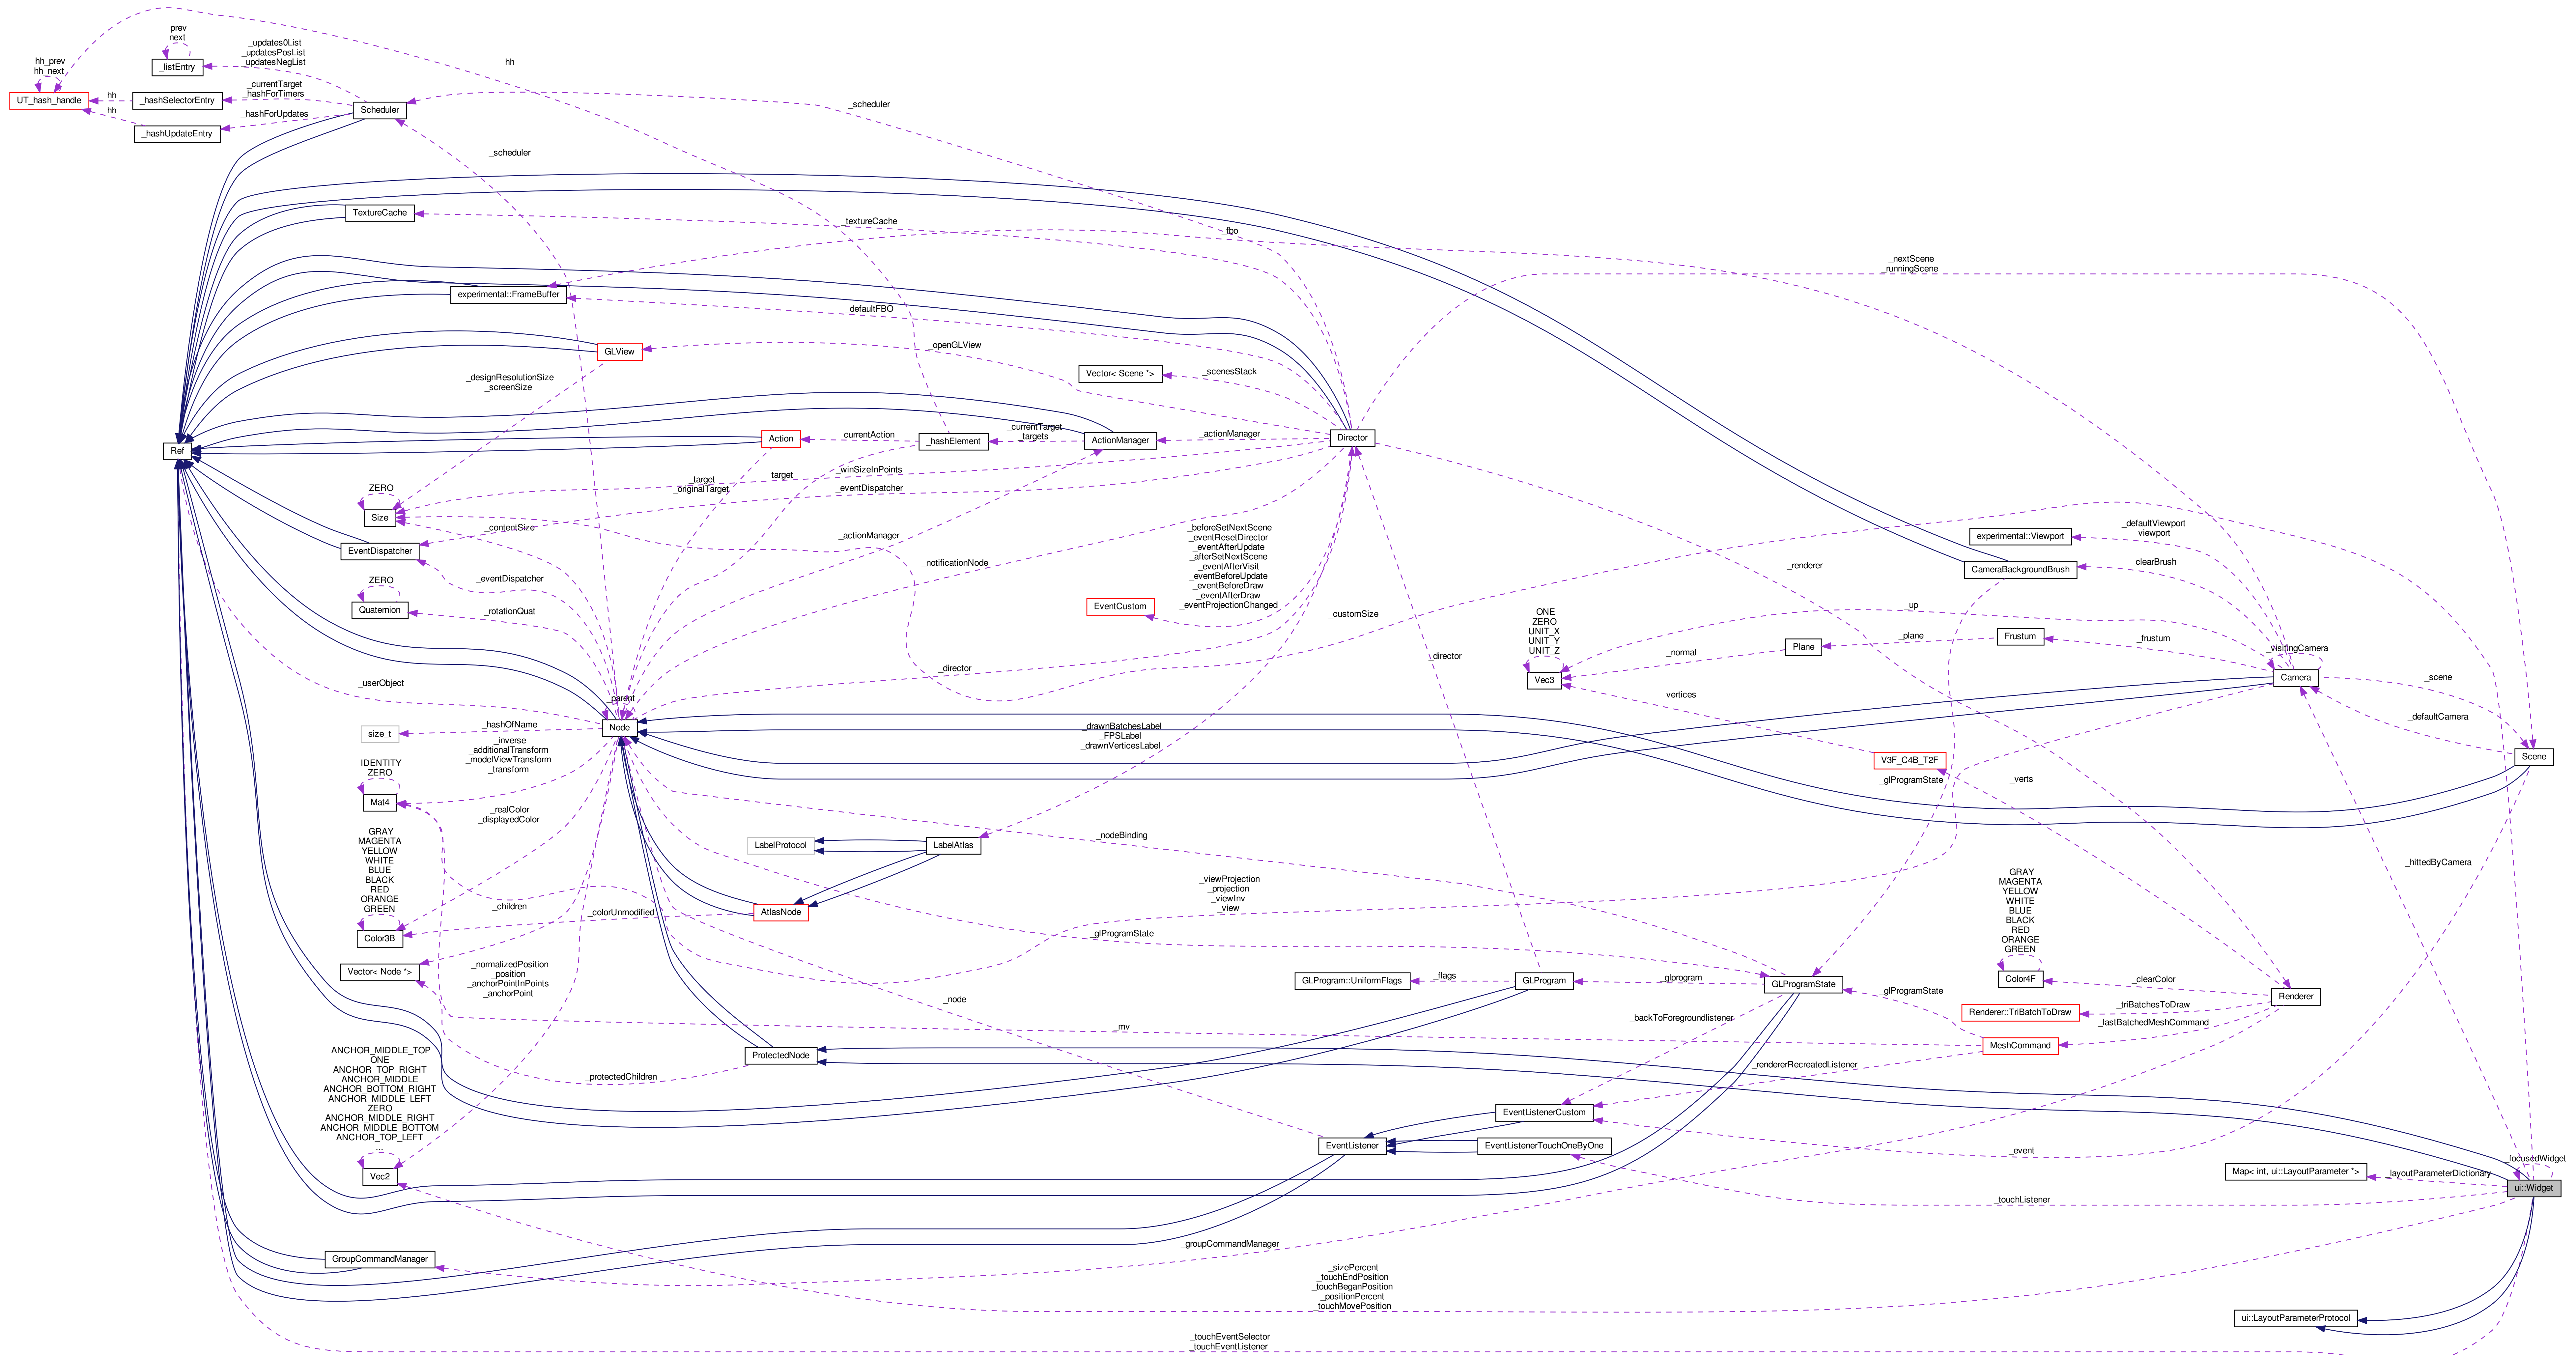 prev
next
_listEntry
_updates0List
_updatesPosList
_updatesNegList
hh_prev
hh_next
UT_hash_handle
hh
hh
hh
_hashSelectorEntry
_currentTarget
_hashForTimers
_hashUpdateEntry
_hashForUpdates
Scheduler
_scheduler
_scheduler
TextureCache
_textureCache
_fbo
_nextScene
_runningScene
experimental::FrameBuffer
_defaultFBO
GLView
_openGLView
_designResolutionSize
_screenSize
Vector< Scene *>
_scenesStack
Ref
Action
currentAction
_hashElement
_currentTarget
targets
ActionManager
_actionManager
Director
_target
_originalTarget
target
_winSizeInPoints
_eventDispatcher
ZERO
Size
_contentSize
EventDispatcher
_eventDispatcher
_actionManager
_notificationNode
ZERO
Quaternion
_rotationQuat
_beforeSetNextScene
_eventResetDirector
_eventAfterUpdate
_afterSetNextScene
_eventAfterVisit
_eventBeforeUpdate
_eventBeforeDraw
_eventAfterDraw
_eventProjectionChanged
EventCustom
_customSize
_renderer
experimental::Viewport
_defaultViewport
_viewport
CameraBackgroundBrush
_clearBrush
_up
ONE
ZERO
UNIT_X
UNIT_Y
UNIT_Z
Vec3
_normal
Plane
_plane
Frustum
_frustum
_visitingCamera
Camera
_scene
_defaultCamera
Scene
_director
_director
vertices
V3F_C4B_T2F
_verts
_glProgramState
_userObject
_parent
Node
_hashOfName
size_t
_inverse
_additionalTransform
_modelViewTransform
_transform
IDENTITY
ZERO
Mat4
_drawnBatchesLabel
_FPSLabel
_drawnVerticesLabel
_realColor
_displayedColor
GRAY
MAGENTA
YELLOW
WHITE
BLUE
BLACK
RED
ORANGE
GREEN
Color3B
LabelProtocol
LabelAtlas
_nodeBinding
AtlasNode
_colorUnmodified
_children
Vector< Node *>
_viewProjection
_projection
_viewInv
_view
_glProgramState
_hittedByCamera
GRAY
MAGENTA
YELLOW
WHITE
BLUE
BLACK
RED
ORANGE
GREEN
Color4F
_clearColor
Renderer
Renderer::TriBatchToDraw
_triBatchesToDraw
_lastBatchedMeshCommand
MeshCommand
GLProgram::UniformFlags
_flags
GLProgram
_glprogram
GLProgramState
_glProgramState
_normalizedPosition
_position
_anchorPointInPoints
_anchorPoint
_node
_mv
_backToForegroundlistener
_rendererRecreatedListener
ProtectedNode
_protectedChildren
ANCHOR_MIDDLE_TOP
ONE
ANCHOR_TOP_RIGHT
ANCHOR_MIDDLE
ANCHOR_BOTTOM_RIGHT
ANCHOR_MIDDLE_LEFT
ZERO
ANCHOR_MIDDLE_RIGHT
ANCHOR_MIDDLE_BOTTOM
ANCHOR_TOP_LEFT
...
Vec2
EventListenerCustom
EventListener
EventListenerTouchOneByOne
_event
_touchListener
Map< int, ui::LayoutParameter *>
_layoutParameterDictionary
_focusedWidget
ui::Widget
GroupCommandManager
_groupCommandManager
_sizePercent
_touchEndPosition
_touchBeganPosition
_positionPercent
_touchMovePosition
ui::LayoutParameterProtocol
_touchEventSelector
_touchEventListener